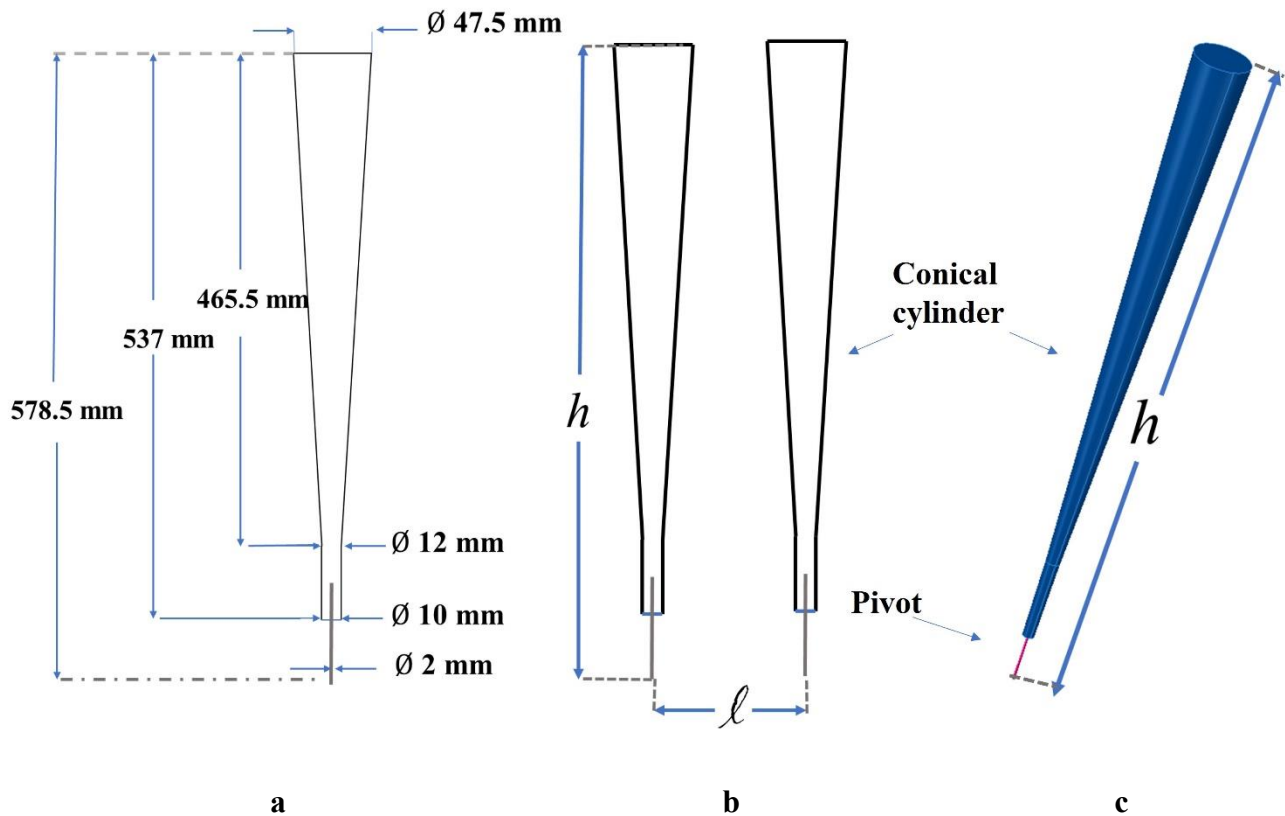 Ø 47.5 mm
465.5 mm
537 mm
578.5 mm
Ø 12 mm
Ø 10 mm
Ø 2 mm
h
ℓ
Conical
cylinder
Pivot
h
a
b
c